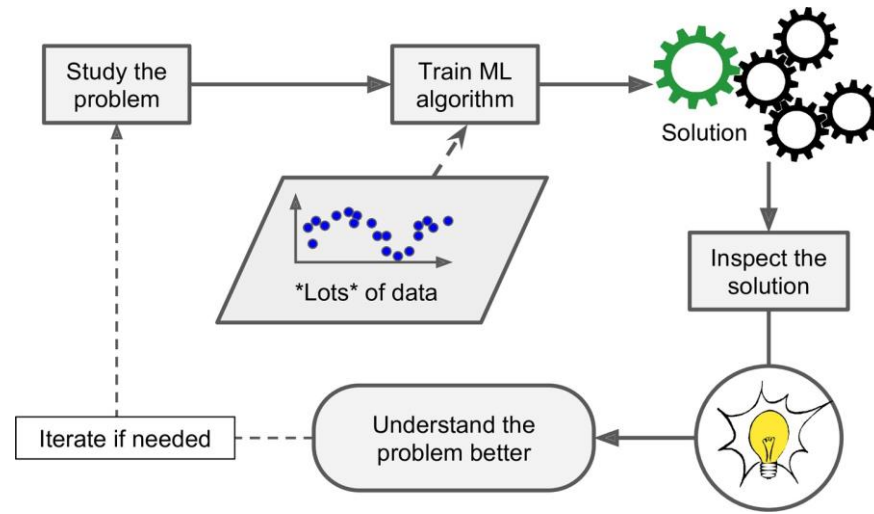 Study the
problem
Train ML
algorithm
Solution
*Lots* of data
Inspect the
solution
Understand the
problem better
Iterate if needed